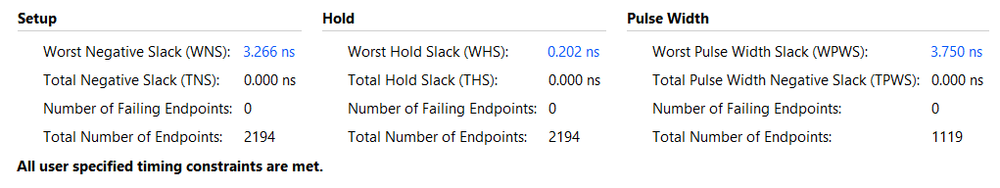 Setup
Worst Negative Slack (WNS): 3.266 ns
Total Negative Slack (TNS): 0.000 ns
Number of Failing Endpoints: 0
Total Number of Endpoints: 2194
Hold
Worst Hold Slack (WHS): 0.202 ns
Total Hold Slack (THS): 0.000 ns
Number of Failing Endpoints: 0
Total Number of Endpoints: 2194
Pulse Width
Worst Pulse Width Slack (WPWS): 3.750 ns
Total Pulse Width Negative Slack (TPWS): 0.000 ns
Number of Failing Endpoints: 0
Total Number of Endpoints: 1119
All user specified timing constraints are met.